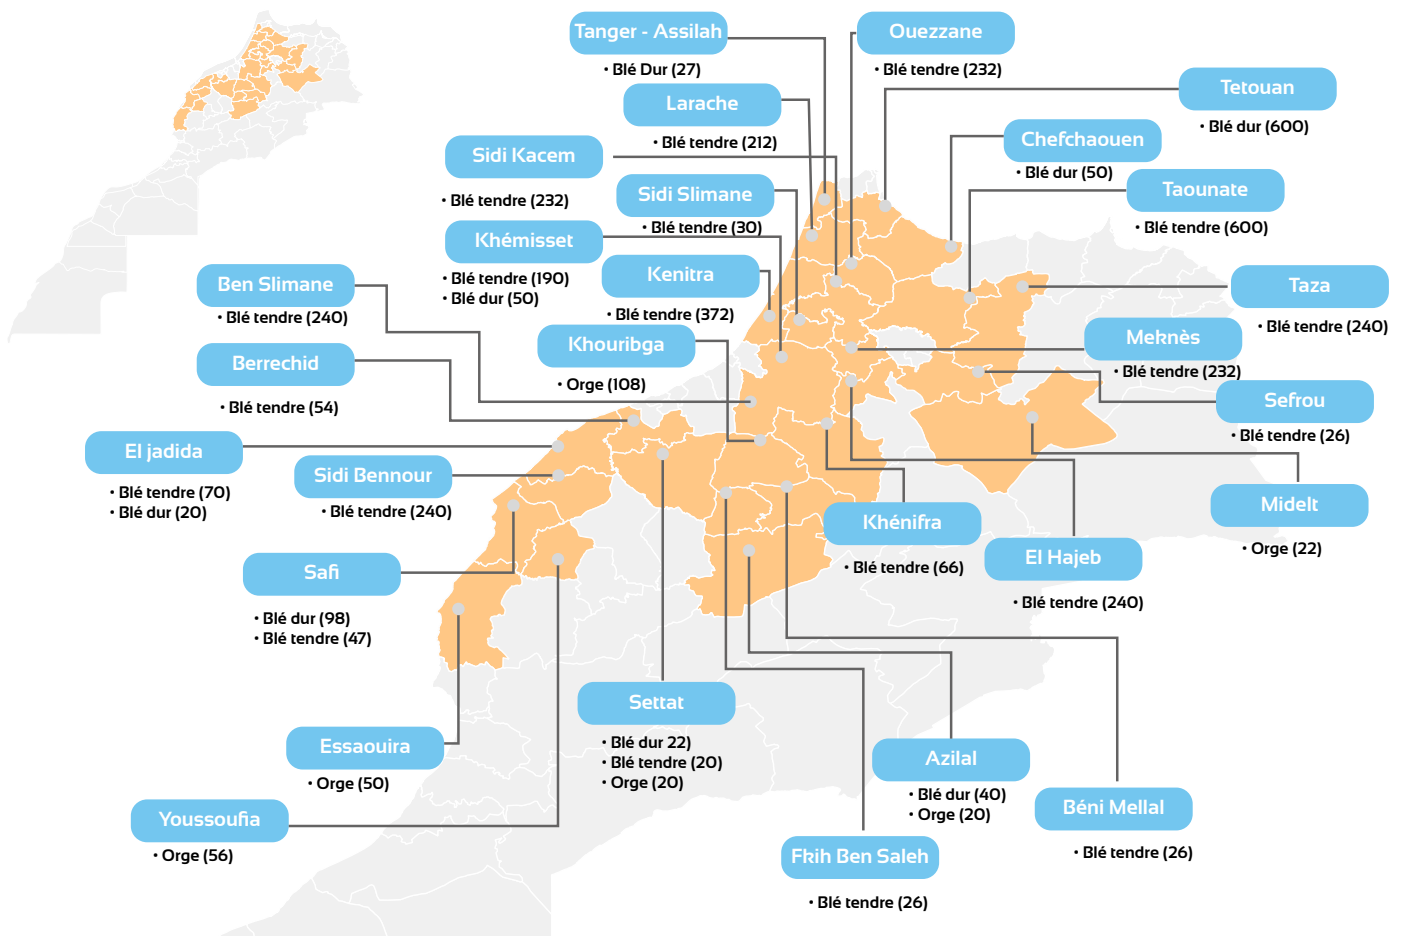 Tanger - Assilah
• Blé Dur (27)
Ouezzane
• Blé tendre (232)
Tetouan
• Blé dur (600)
Larache
• Blé tendre (212)
Chefchaouen
• Blé dur (50)
Sidi Kacem
• Blé tendre (232)
Sidi Slimane
• Blé tendre (30)
Taounate
• Blé tendre (600)
Khémisset
• Blé tendre (190)
• Blé dur (50)
Kenitra
• Blé tendre (372)
Ben Slimane
• Blé tendre (240)
Taza
• Blé tendre (240)
Khouribga
• Orge (108)
Meknès
• Blé tendre (232)
Berrechid
• Blé tendre (54)
Sefrou
• Blé tendre (26)
El jadida
• Blé tendre (70)
• Blé dur (20)
Sidi Bennour
• Blé tendre (240)
Midelt
• Orge (22)
Khénifra
• Blé tendre (66)
El Hajeb
• Blé tendre (240)
Safi
• Blé dur (98)
• Blé tendre (47)
Settat
• Blé dur 22)
• Blé tendre (20)
• Orge (20)
Essaouira
• Orge (50)
Azilal
• Blé dur (40)
• Orge (20)
Béni Mellal
• Blé tendre (26)
Youssoufia
• Orge (56)
Fkih Ben Saleh
• Blé tendre (26)